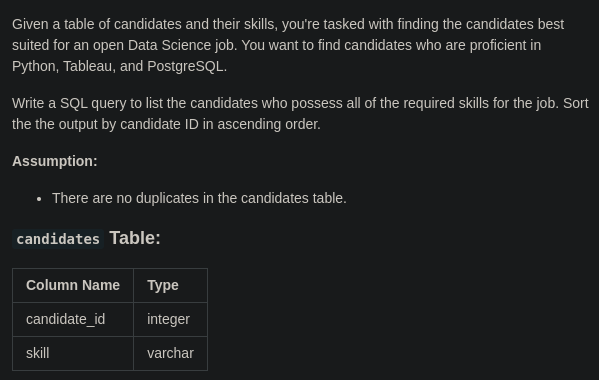 Given a table of candidates and their skills, you're tasked with finding the candidates best
suited for an open Data Science job. You want to find candidates who are proficient in
Python, Tableau, and PostgreSQL.
Write a SQL query to list the candidates who possess all of the required skills for the job. Sort
the the output by candidate ID in ascending order.
Assumption:
• There are no duplicates in the candidates table.
candidates Table:
Column Name Type
candidate_id integer
skill varchar